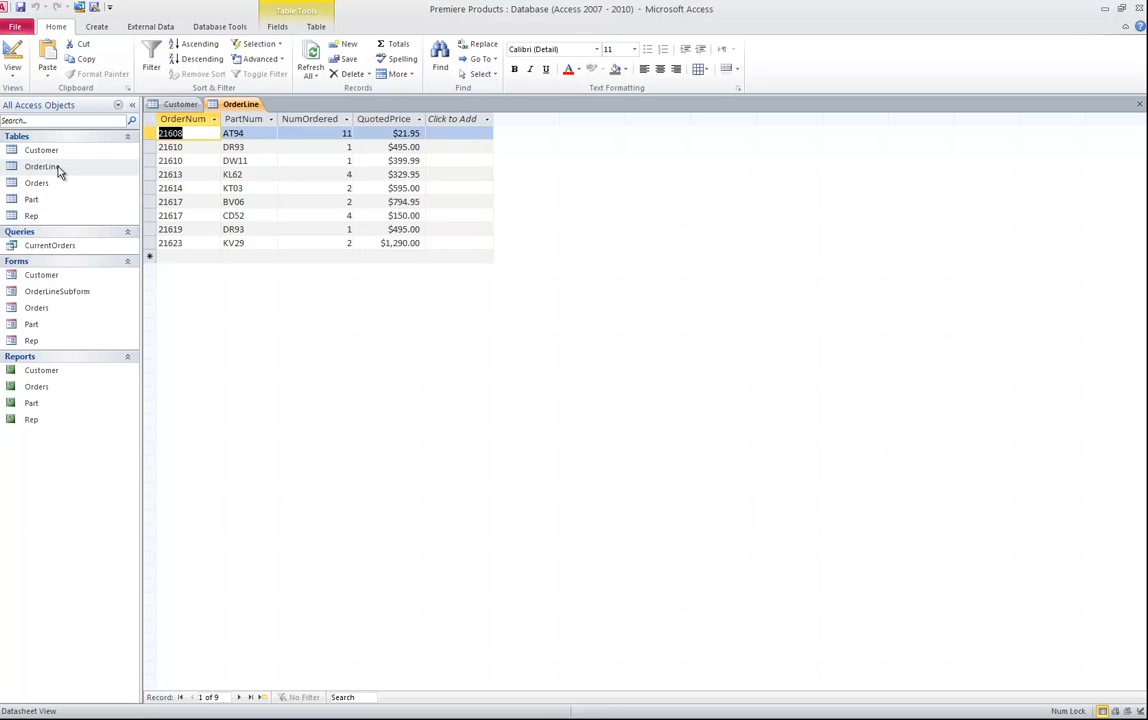 Table Tools
Premiere Products : Database (Access 2007 - 2010) - Microsoft Access
File Home Create External Data Database Tools Fields Table
View
Views
Paste
Cut
Copy
Format Painter
Clipboard
Filter
Ascending
Descending
Remove Sort
Selection
Advanced
Toggle Filter
Sort & Filter
Refresh
All
New
Save
Delete
Totals
Spelling
More
Records
Find
Replace
Go To
Select
Find
Calibri (Detail) 11
B I U A
Text Formatting
All Access Objects
Search...
Tables
Customer
OrderLine
Orders
Part
Rep
Queries
CurrentOrders
Forms
Customer
OrderLineSubform
Orders
Part
Rep
Reports
Customer
Orders
Part
Rep
Customer OrderLine
OrderNum PartNum NumOrdered QuotedPrice Click to Add
21608 AT94 11 $21.95
21610 DR93 1 $495.00
21610 DW11 1 $399.99
21613 KL62 4 $329.95
21614 KT03 2 $595.00
21617 BV06 2 $794.95
21617 CD52 4 $150.00
21619 DR93 1 $495.00
21623 KV29 2 $1,290.00
Record: 1 of 9 No Filter Search
Datasheet View Num Lock